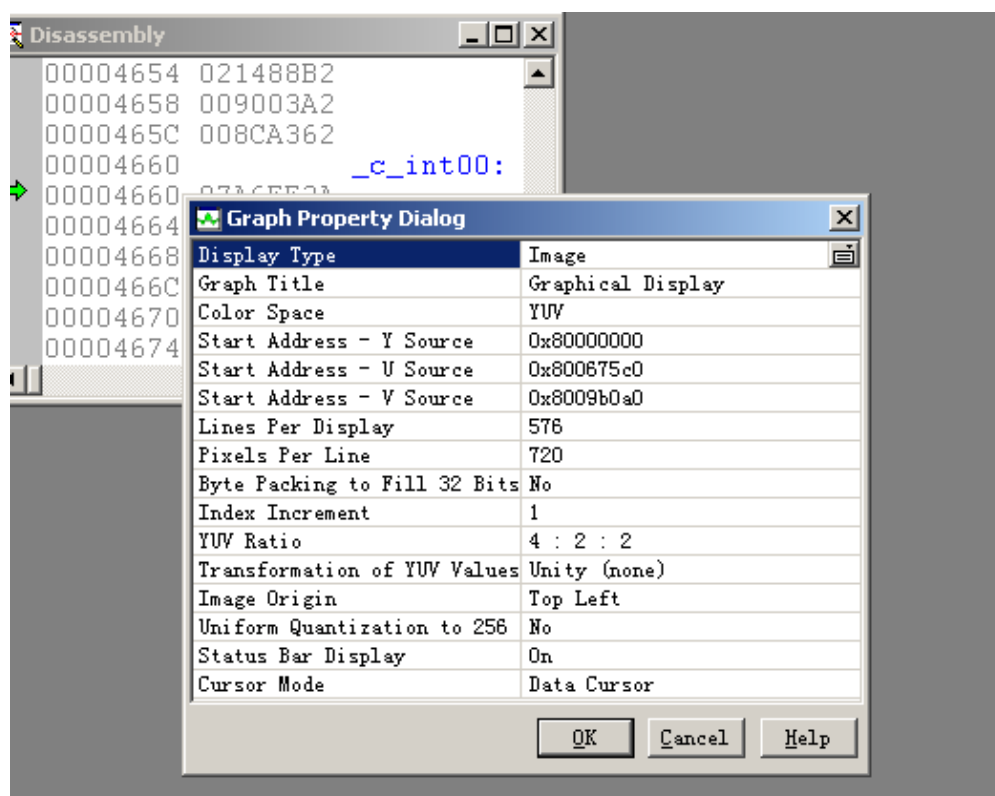 Disassembly
00004654 021488B2
00004658 009003A2
0000465C 008CA362
00004660 _c_int00:
00004660
00004664
00004668
0000466C
00004670
00004674
Graph Property Dialog
Display Type Image
Graph Title Graphical Display
Color Space YUV
Start Address - Y Source 0x80000000
Start Address - U Source 0x800675c0
Start Address - V Source 0x8009b0a0
Lines Per Display 576
Pixels Per Line 720
Byte Packing to Fill 32 Bits No
Index Increment 1
YUV Ratio 4 : 2 : 2
Transformation of YUV Values Unity (none)
Image Origin Top Left
Uniform Quantization to 256 No
Status Bar Display On
Cursor Mode Data Cursor
OK Cancel Help